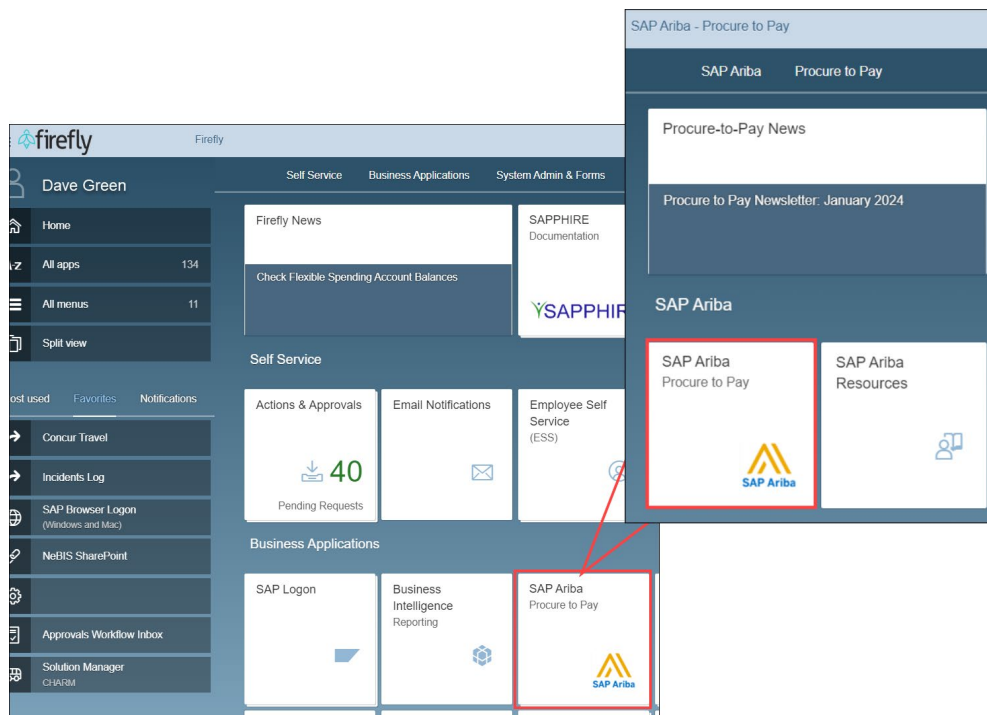 firefly
Firefly
Dave Green
Home
All apps 134
All menus 11
Split view
Favorites Notifications
Concur Travel
Incidents Log
SAP Browser Logon
(Windows and Mac)
NeBIS SharePoint
Approvals Workflow Inbox
Solution Manager
CHARM
Self Service Business Applications System Admin & Forms
Firefly News
Check Flexible Spending Account Balances
SAPPHIRE
Documentation
Self Service
Actions & Approvals
40
Pending Requests
Email Notifications
Employee Self
Service
(ESS)
Business Applications
SAP Logon
Business
Intelligence
Reporting
SAP Ariba
Procure to Pay
SAP Ariba
SAP Ariba - Procure to Pay
SAP Ariba Procure to Pay
Procure-to-Pay News
Procure to Pay Newsletter: January 2024
SAP Ariba
SAP Ariba
Procure to Pay
SAP Ariba
SAP Ariba
Resources